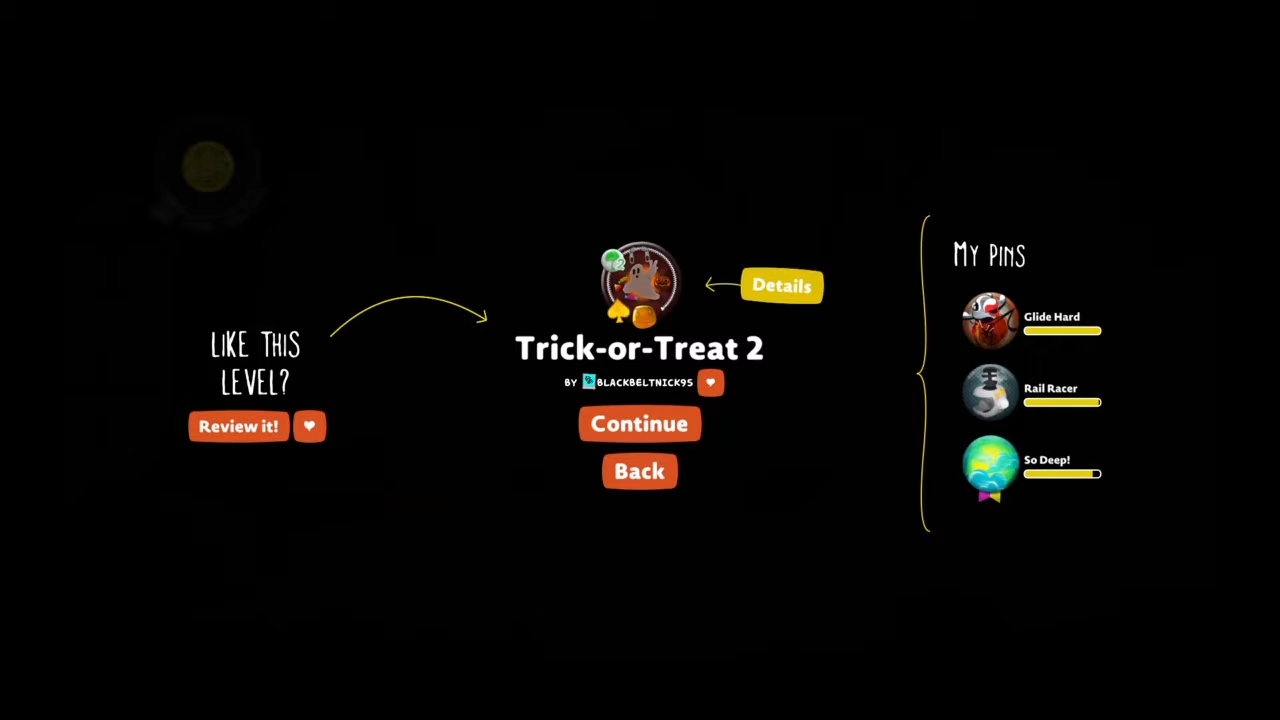 LIKE THIS
LEVEL?
Review it!
2
Details
Trick-or-Treat 2
BY BLACKBELTNICK95
Continue
Back
MY PINS
Glide Hard
Rail Racer
So Deep!